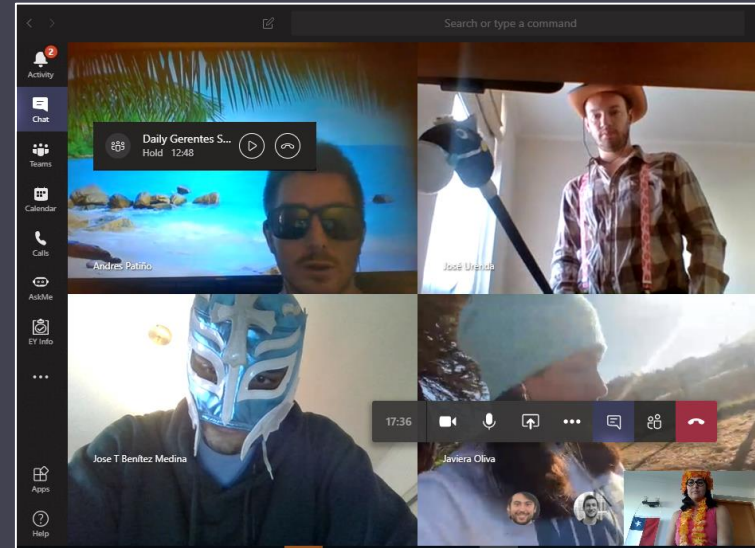 Search or type a command
2
Activity
Chat
Teams
Calendar
Calls
AskMe
EY Info
Apps
Help
Daily Gerentes S...
Hold 12:48
Andres Patiño
José Urenda
Jose T Benítez Medina
17:36
Javiera Oliva